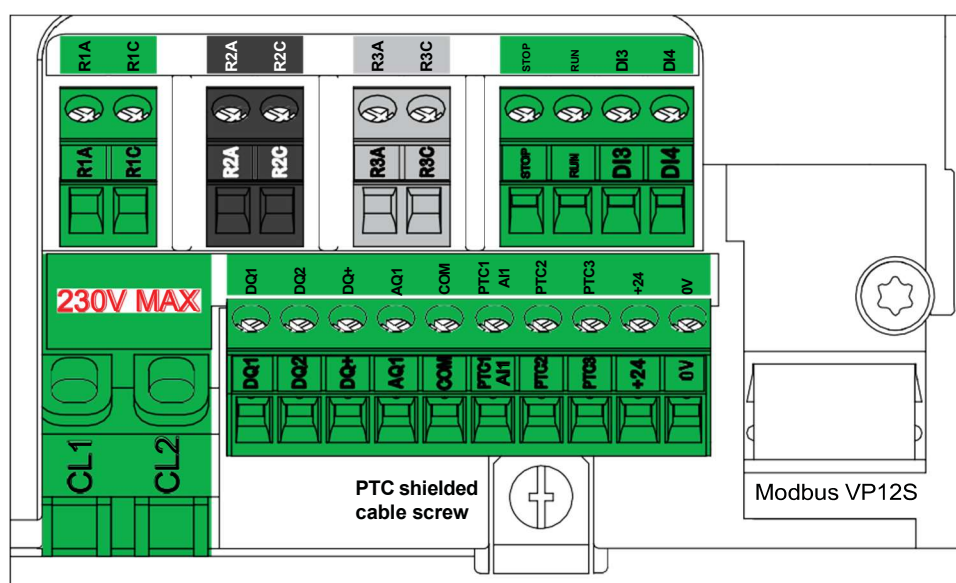 R1A R1C R2A R2C R3A R3C STOP RUN DI3 DI4
R1A R1C R2A R2C R3A R3C STOP RUN DI3 DI4
DQ1 DQ2 DQ+ AQ1 COM PTC1 AI1 PTC2 PTC3 +24 0V
230V MAX
DQ1 DQ2 DQ+ AQ1 COM PTC1 AI1 PTC2 PTC3 +24 0V
CL1 CL2
PTC shielded
cable screw
Modbus VP12S